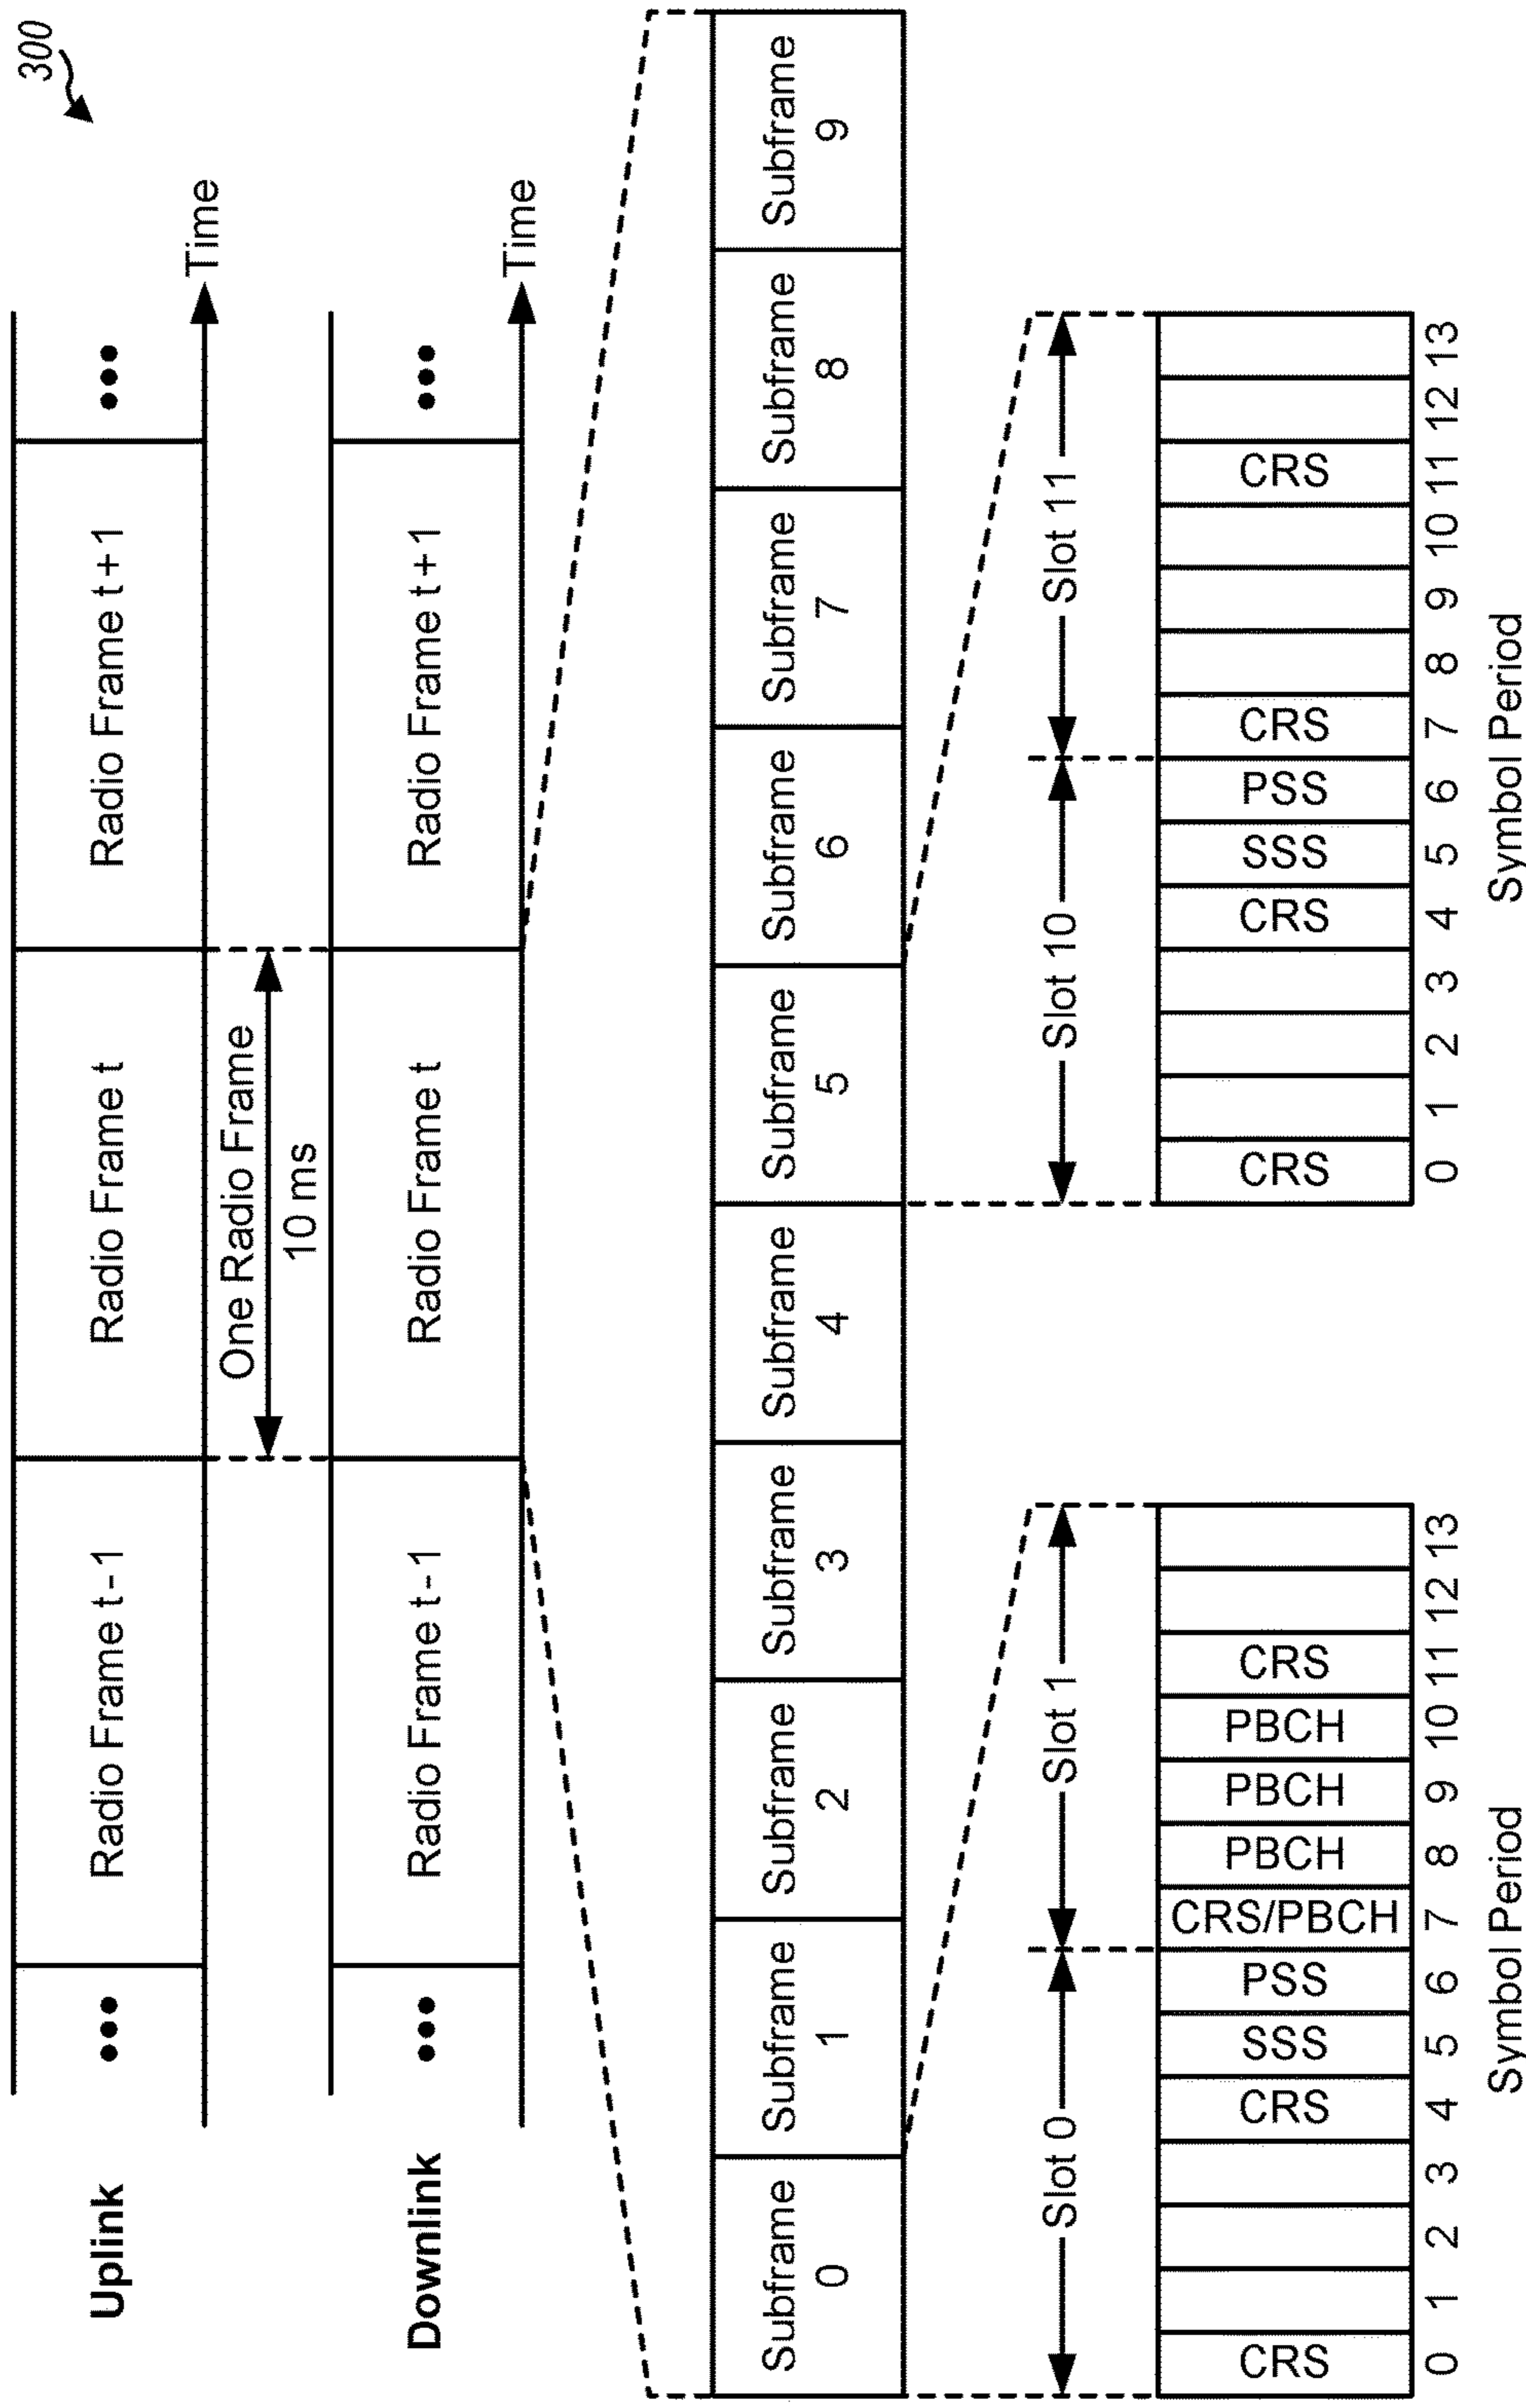 300
Uplink
••• Radio Frame t-1 Radio Frame t Radio Frame t+1 •••
Time
One Radio Frame
10 ms
Downlink
••• Radio Frame t-1 Radio Frame t Radio Frame t+1 •••
Time
Subframe 0
Subframe 1
Subframe 2
Subframe 3
Subframe 4
Subframe 5
Subframe 6
Subframe 7
Subframe 8
Subframe 9
Slot 0 Slot 1
CRS CRS SSS PSS CRS/PBCH PBCH PBCH PBCH CRS
0 1 2 3 4 5 6 7 8 9 10 11 12 13
Symbol Period
Slot 10 Slot 11
CRS CRS SSS PSS CRS CRS
0 1 2 3 4 5 6 7 8 9 10 11 12 13
Symbol Period